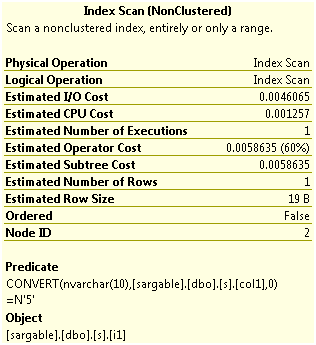 Index Scan (NonClustered)
Scan a nonclustered index, entirely or only a range.
Physical Operation Index Scan
Logical Operation Index Scan
Estimated I/O Cost 0.0046065
Estimated CPU Cost 0.001257
Estimated Number of Executions 1
Estimated Operator Cost 0.0058635 (60%)
Estimated Subtree Cost 0.0058635
Estimated Number of Rows 1
Estimated Row Size 19 B
Ordered False
Node ID 2
Predicate
CONVERT(nvarchar(10),[sargable].[dbo].[s].[col1],0)
=N'5'
Object
[sargable].[dbo].[s].[i1]